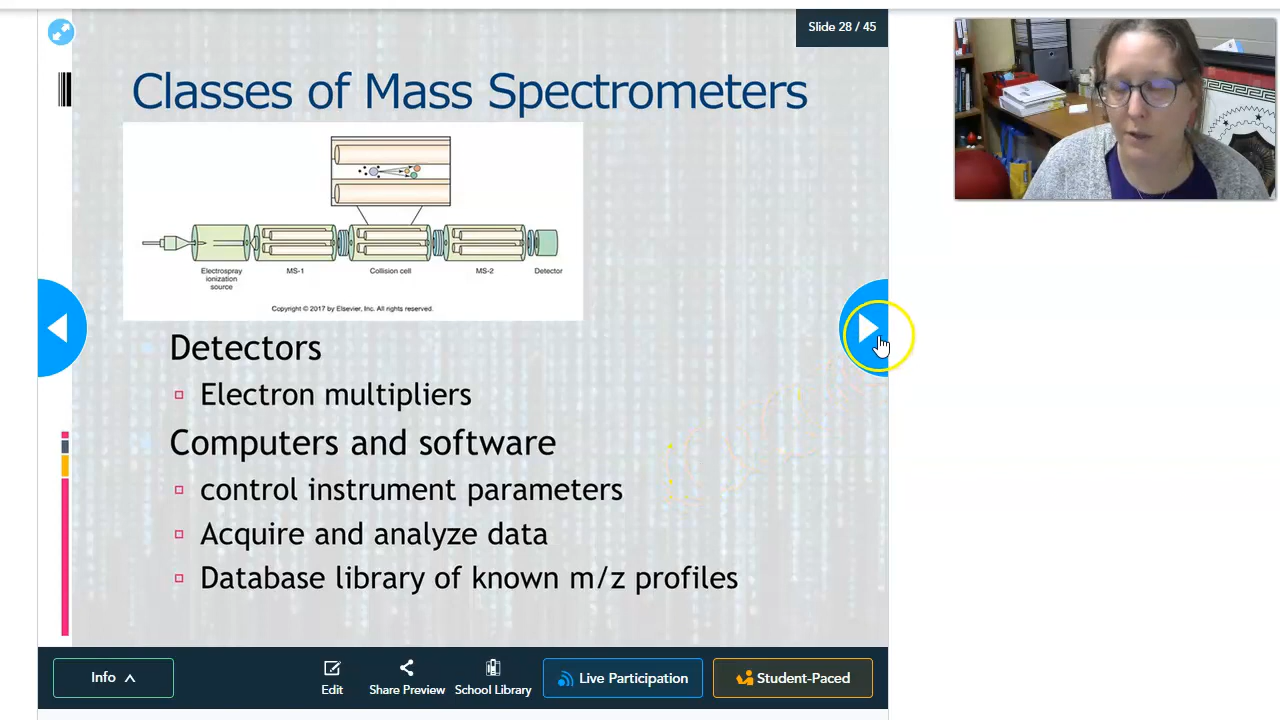 Slide 28 / 45
Classes of Mass Spectrometers
Electrospray
ionization
source
MS-1
Collision cell
MS-2
Detector
Copyright © 2017 by Elsevier, Inc. All rights reserved.
Detectors
Electron multipliers
Computers and software
control instrument parameters
Acquire and analyze data
Database library of known m/z profiles
Info
Edit
Share Preview
School Library
Live Participation
Student-Paced